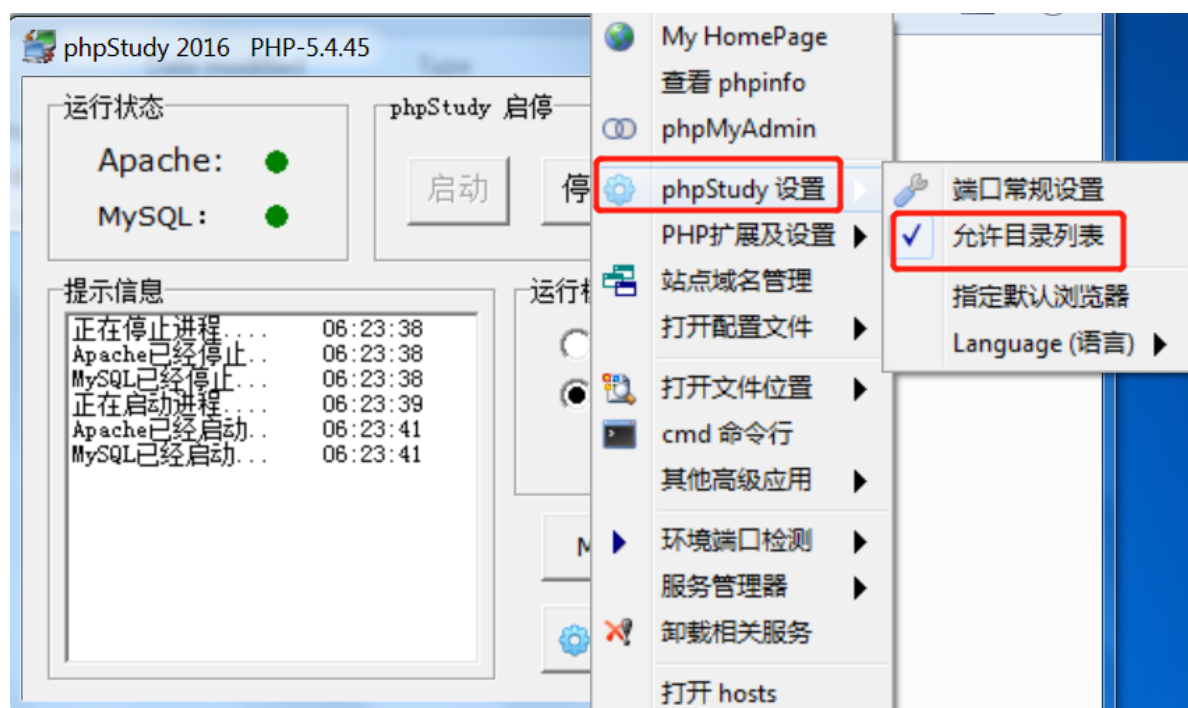 phpStudy 2016 PHP-5.4.45
运行状态
Apache:
MySQL:
phpStudy 启停
启动
停
提示信息
正在停止进程.... 06:23:38
Apache已经停止.. 06:23:38
MySQL已经停止... 06:23:38
正在启动进程.... 06:23:39
Apache已经启动.. 06:23:41
MySQL已经启动... 06:23:41
运行
My HomePage
查看 phpinfo
phpMyAdmin
phpStudy 设置
PHP扩展及设置
站点域名管理
打开配置文件
打开文件位置
cmd 命令行
其他高级应用
环境端口检测
服务管理器
卸载相关服务
打开 hosts
端口常规设置
允许目录列表
指定默认浏览器
Language (语言)